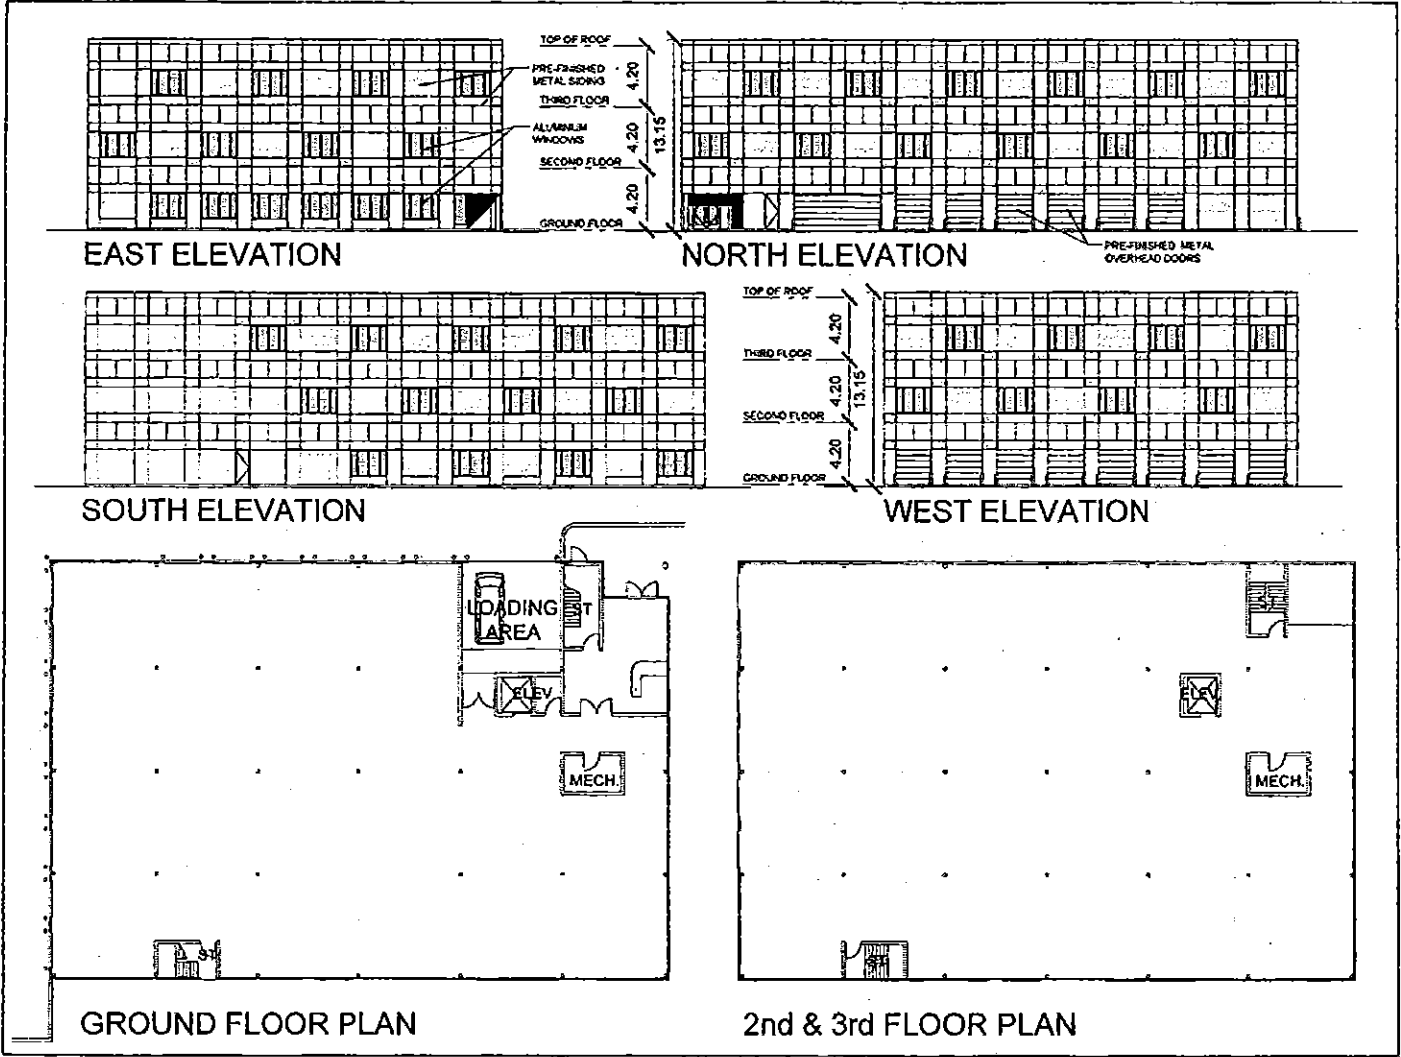 TOP OF ROOF
PRE-FINISHED
METAL SIDING
4.20
THIRD FLOOR
ALUMINUM
WINDOWS
4.20
13.15
SECOND FLOOR
4.20
GROUND FLOOR
EAST ELEVATION
NORTH ELEVATION
PRE-FINISHED METAL
OVERHEAD DOORS
TOP OF ROOF
4.20
THIRD FLOOR
4.20
13.15
SECOND FLOOR
4.20
GROUND FLOOR
SOUTH ELEVATION
WEST ELEVATION
LOADING
AREA
ST
ELEV
MECH.
ST
GROUND FLOOR PLAN
ST
ELEV
MECH.
ST
2nd & 3rd FLOOR PLAN